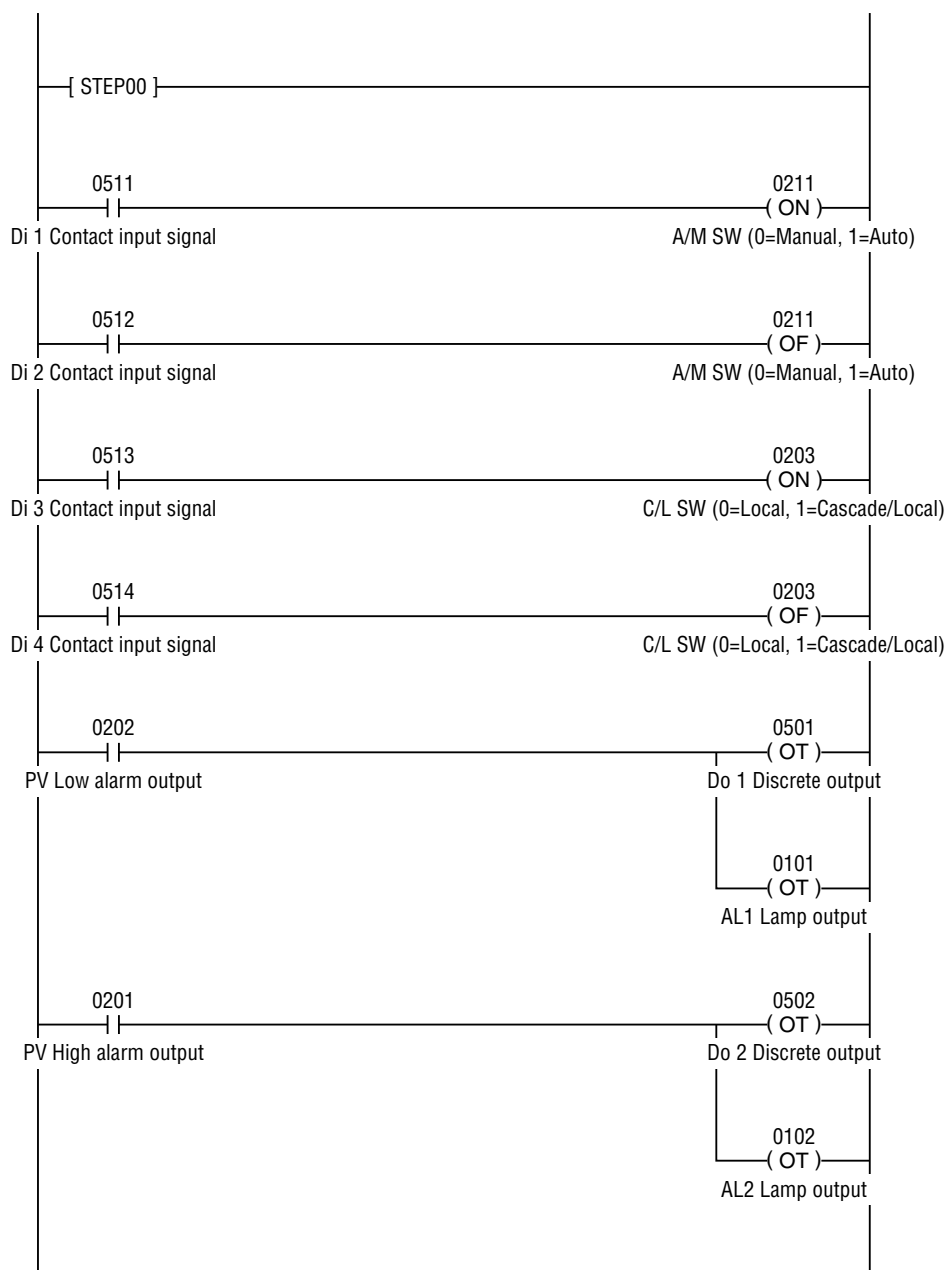 [ STEP00 ]
0511 0211
( ON )
Di 1 Contact input signal A/M SW (0=Manual, 1=Auto)
0512 0211
( OF )
Di 2 Contact input signal A/M SW (0=Manual, 1=Auto)
0513 0203
( ON )
Di 3 Contact input signal C/L SW (0=Local, 1=Cascade/Local)
0514 0203
( OF )
Di 4 Contact input signal C/L SW (0=Local, 1=Cascade/Local)
0202 0501
( OT )
PV Low alarm output Do 1 Discrete output
0101
( OT )
AL1 Lamp output
0201 0502
( OT )
PV High alarm output Do 2 Discrete output
0102
( OT )
AL2 Lamp output